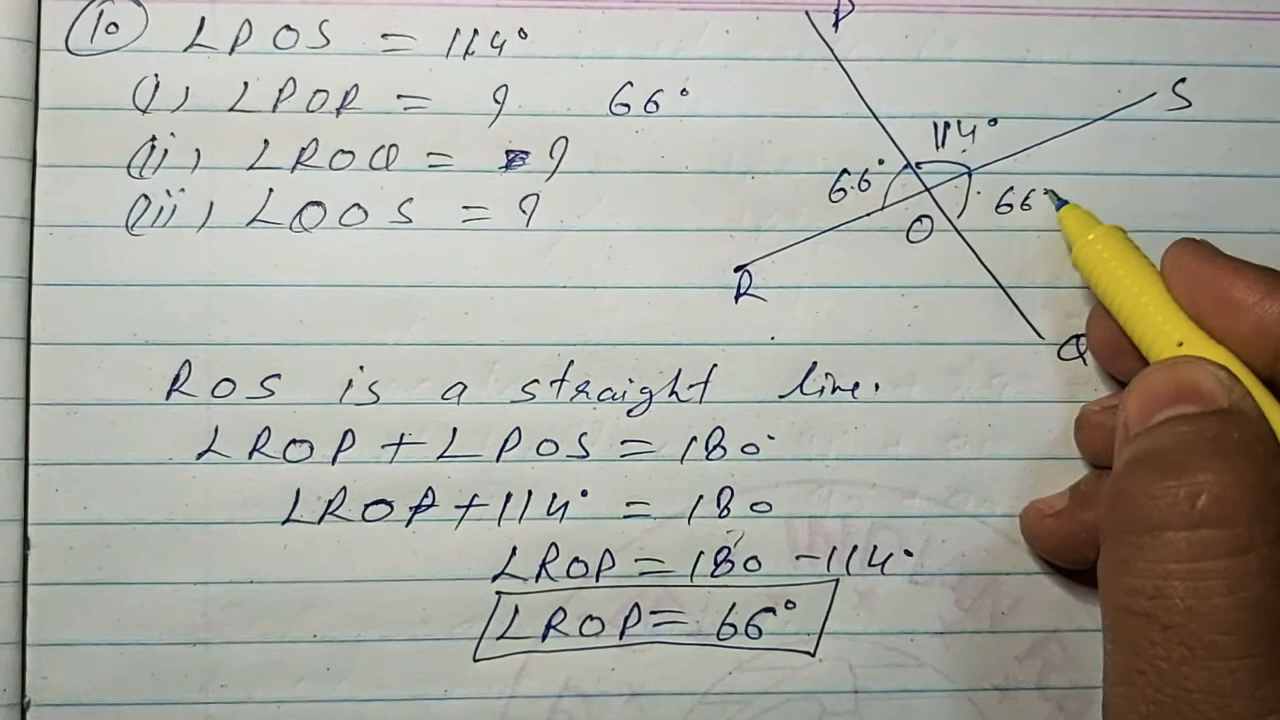 10 ∠POS = 114°
(i) ∠POR = ? 66°
(ii) ∠ROQ = ?
(iii) ∠QOS = ?
P
S
114°
66°
66°
O
R
Q
ROS is a straight line.
∠ROP + ∠POS = 180°
∠ROP + 114° = 180
∠ROP = 180 - 114°
∠ROP = 66°